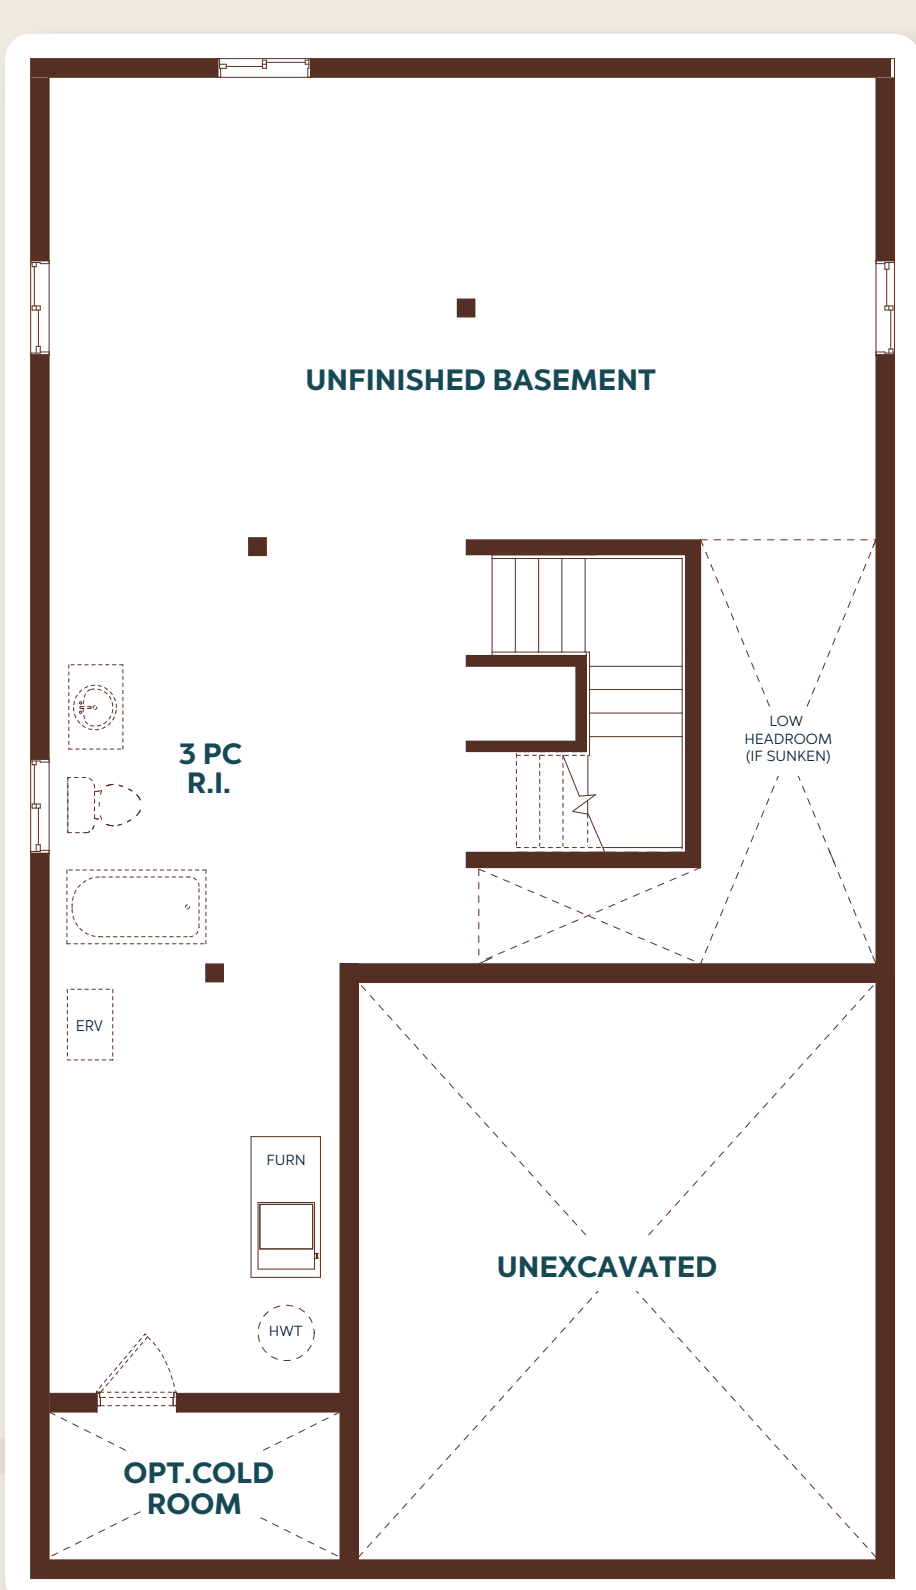 UNFINISHED BASEMENT
LOW
HEADROOM
(IF SUNKEN)
3 PC
R.I.
ERV
FURN
UNEXCAVATED
HWT
OPT.COLD
ROOM